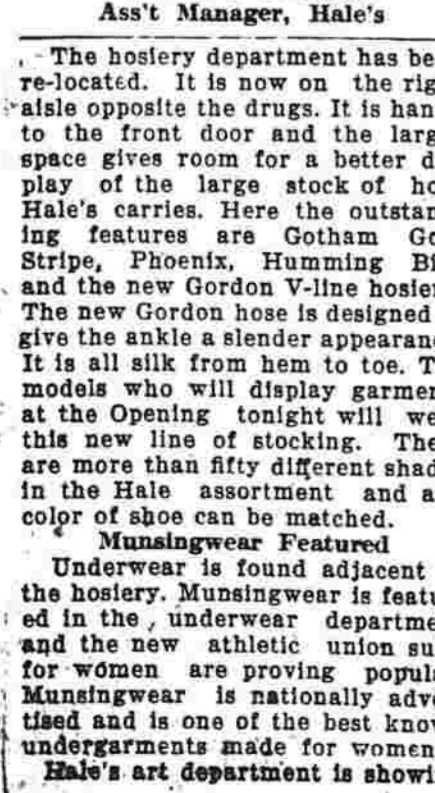 Ass't Manager, Hale's
The hosiery department has be
re-located. It is now on the rig
aisle opposite the drugs. It is han
to the front door and the larg
space gives room for a better d
play of the large stock of ho
Hale's carries. Here the outstan
ing features are Gotham Go
Stripe, Phoenix, Humming Bi
and the new Gordon V-line hosie
The new Gordon hose is designed
give the ankle a slender appearan
It is all silk from hem to toe. T
models who will display garmen
at the Opening tonight will we
this new line of stocking. The
are more than fifty different shad
in the Hale assortment and a
color of shoe can be matched.
Munsingwear Featured
Underwear is found adjacent
the hosiery. Munsingwear is featu
ed in the underwear departme
and the new athletic union su
for women are proving popul
Munsingwear is nationally adve
tised and is one of the best know
undergarments made for women
Hale's art department is showi